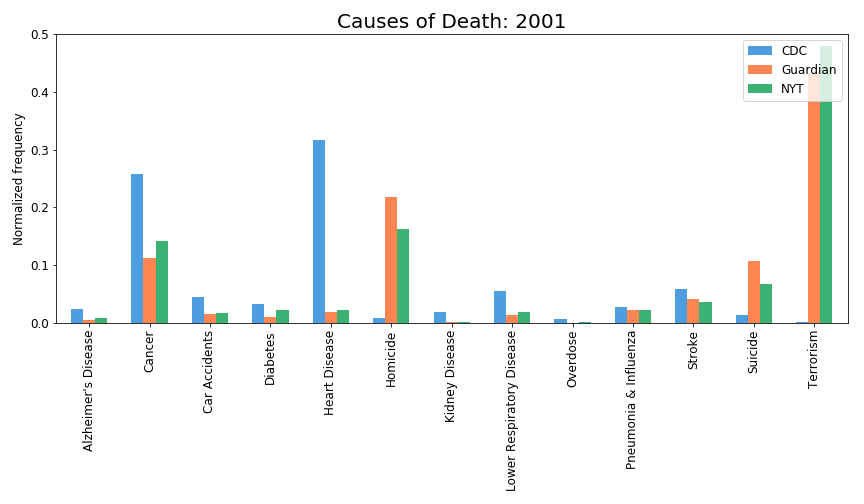 Causes of Death: 2001
Normalized frequency
0.5
0.4
0.3
0.2
0.1
0.0
CDC
Guardian
NYT
Alzheimer's Disease
Cancer
Car Accidents
Diabetes
Heart Disease
Homicide
Kidney Disease
Lower Respiratory Disease
Overdose
Pneumonia & Influenza
Stroke
Suicide
Terrorism